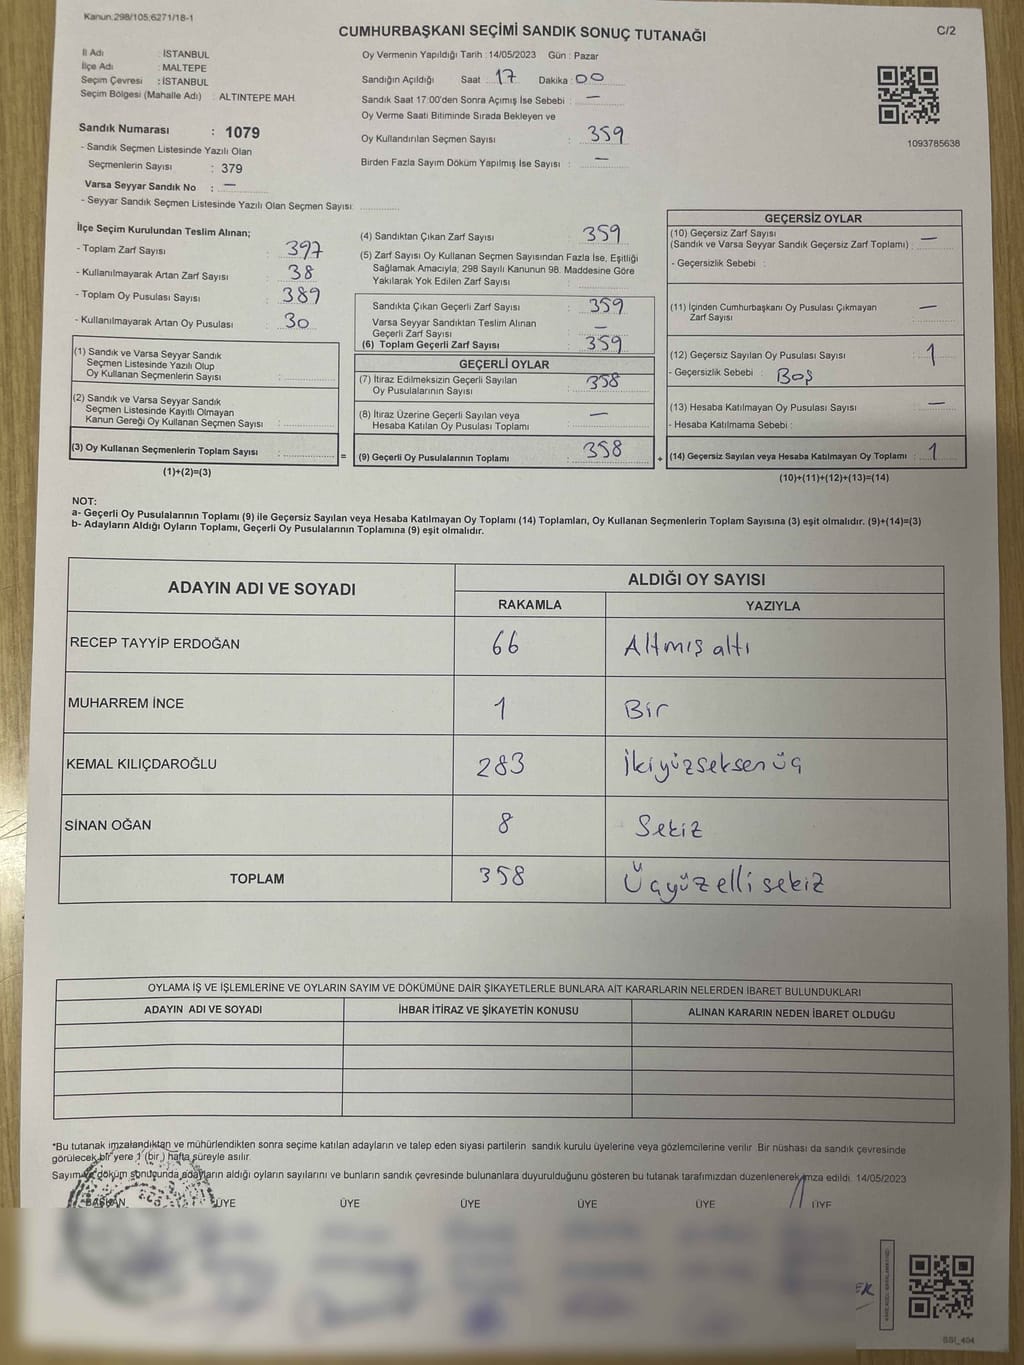 Kanun:298/105;6271/18-1
CUMHURBAŞKANI SEÇİMİ SANDIK SONUÇ TUTANAĞI
C/2
İl Adı : İSTANBUL
İlçe Adı : MALTEPE
Seçim Çevresi : İSTANBUL
Seçim Bölgesi (Mahalle Adı) : ALTINTEPE MAH.
Sandık Numarası : 1079
- Sandık Seçmen Listesinde Yazılı Olan
Seçmenlerin Sayısı : 379
Varsa Seyyar Sandık No : —
- Seyyar Sandık Seçmen Listesinde Yazılı Olan Seçmen Sayısı:
Oy Vermenin Yapıldığı Tarih :14/05/2023 Gün : Pazar
Sandığın Açıldığı Saat : 17 Dakika : 00
Sandık Saat 17:00'den Sonra Açımış İse Sebebi : —
Oy Verme Saati Bitiminde Sırada Bekleyen ve
Oy Kullandırılan Seçmen Sayısı : 359
Birden Fazla Sayım Döküm Yapılmış İse Sayısı : —
1093785638
İlçe Seçim Kurulundan Teslim Alınan;
- Toplam Zarf Sayısı : 397
- Kullanılmayarak Artan Zarf Sayısı : 38
- Toplam Oy Pusulası Sayısı : 389
- Kullanılmayarak Artan Oy Pusulası : 30
(1) Sandık ve Varsa Seyyar Sandık
Seçmen Listesinde Yazılı Olup
Oy Kullanan Seçmenlerin Sayısı :
(2) Sandık ve Varsa Seyyar Sandık
Seçmen Listesinde Kayıtlı Olmayan
Kanun Gereği Oy Kullanan Seçmen Sayısı :
(3) Oy Kullanan Seçmenlerin Toplam Sayısı :
(1)+(2)=(3)
(4) Sandıktan Çıkan Zarf Sayısı : 359
(5) Zarf Sayısı Oy Kullanan Seçmen Sayısından Fazla İse, Eşitliği
Sağlamak Amacıyla; 298 Sayılı Kanunun 98. Maddesine Göre
Yakılarak Yok Edilen Zarf Sayısı :
Sandıkta Çıkan Geçerli Zarf Sayısı : 359
Varsa Seyyar Sandıktan Teslim Alınan
Geçerli Zarf Sayısı : —
(6) Toplam Geçerli Zarf Sayısı : 359
GEÇERLİ OYLAR
(7) İtiraz Edilmeksizin Geçerli Sayılan
Oy Pusulalarının Sayısı : 358
(8) İtiraz Üzerine Geçerli Sayılan veya
Hesaba Katılan Oy Pusulası Toplamı : —
= (9) Geçerli Oy Pusulalarının Toplamı : 358
GEÇERSİZ OYLAR
(10) Geçersiz Zarf Sayısı
(Sandık ve Varsa Seyyar Sandık Geçersiz Zarf Toplamı) : —
- Geçersizlik Sebebi :
(11) İçinden Cumhurbaşkanı Oy Pusulası Çıkmayan
Zarf Sayısı : —
(12) Geçersiz Sayılan Oy Pusulası Sayısı : 1
- Geçersizlik Sebebi : Boş
(13) Hesaba Katılmayan Oy Pusulası Sayısı : —
- Hesaba Katılmama Sebebi :
+ (14) Geçersiz Sayılan veya Hesaba Katılmayan Oy Toplamı : 1
(10)+(11)+(12)+(13)=(14)
NOT:
a- Geçerli Oy Pusulalarının Toplamı (9) ile Geçersiz Sayılan veya Hesaba Katılmayan Oy Toplamı (14) Toplamları, Oy Kullanan Seçmenlerin Toplam Sayısına (3) eşit olmalıdır. (9)+(14)=(3)
b- Adayların Aldığı Oyların Toplamı, Geçerli Oy Pusulalarının Toplamına (9) eşit olmalıdır.
ADAYIN ADI VE SOYADI
ALDIĞI OY SAYISI
RAKAMLA YAZIYLA
RECEP TAYYİP ERDOĞAN 66 Altmış altı
MUHARREM İNCE 1 Bir
KEMAL KILIÇDAROĞLU 283 İkiyüzseksen üç
SİNAN OĞAN 8 Sekiz
TOPLAM 358 Üçyüz elli sekiz
OYLAMA İŞ VE İŞLEMLERİNE VE OYLARIN SAYIM VE DÖKÜMÜNE DAİR ŞİKAYETLERLE BUNLARA AİT KARARLARIN NELERDEN İBARET BULUNDUKLARI
ADAYIN ADI VE SOYADI İHBAR İTİRAZ VE ŞİKAYETİN KONUSU ALINAN KARARIN NEDEN İBARET OLDUĞU
*Bu tutanak imzalandıktan ve mühürlendikten sonra seçime katılan adayların ve talep eden siyasi partilerin sandık kurulu üyelerine veya gözlemcilerine verilir. Bir nüshası da sandık çevresinde
görülecek bir yere 1 (bir ) hafta süreyle asılır.
Sayım ve döküm sonucunda adayların aldığı oyların sayılarını ve bunların sandık çevresinde bulunanlara duyurulduğunu gösteren bu tutanak tarafımızdan düzenlenerek imza edildi. 14/05/2023
BAŞKAN ÜYE ÜYE ÜYE ÜYE ÜYE ÜYE
SSI_404